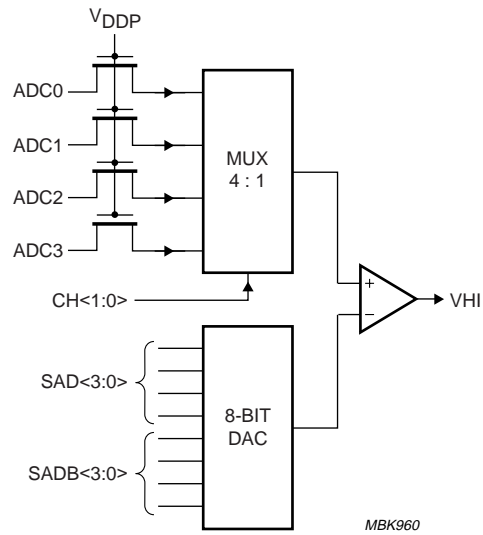 VDDP
ADC0
ADC1
ADC2
ADC3
MUX
4 : 1
CH<1:0>
+
−
VHI
SAD<3:0>
8-BIT
DAC
SADB<3:0>
MBK960